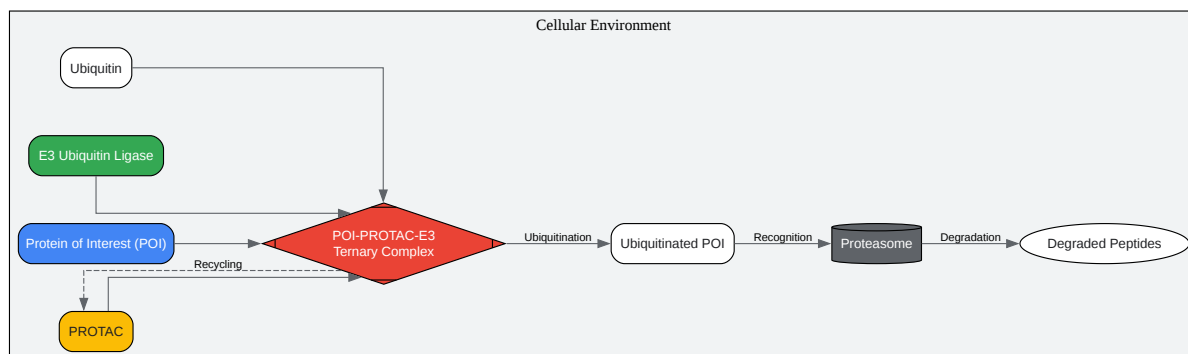 Cellular Environment
Ubiquitin
E3 Ubiquitin Ligase
Protein of Interest (POI)
POI-PROTAC-E3
Ternary Complex
Ubiquitination
Ubiquitinated POI
Recognition
Proteasome
Degradation
Degraded Peptides
Recycling
PROTAC